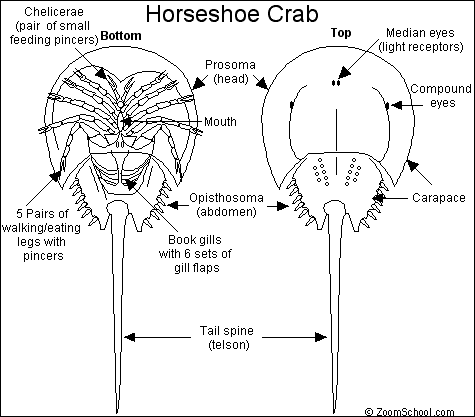 Horseshoe Crab
Chelicerae
(pair of small
feeding pincers)
Bottom
Top
Median eyes
(light receptors)
Prosoma
(head)
Compound
eyes
Mouth
5 Pairs of
walking/eating
legs with
pincers
Opisthosoma
(abdomen)
Carapace
Book gills
with 6 sets of
gill flaps
Tail spine
(telson)
© ZoomSchool.com